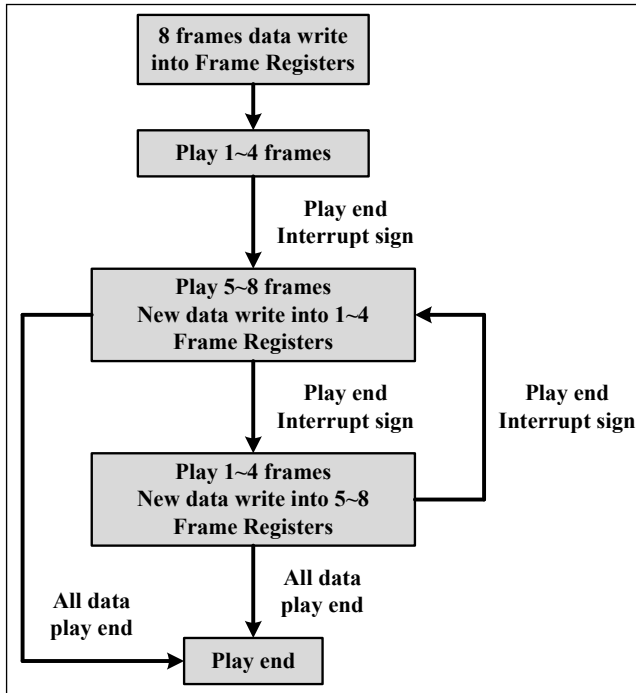 8 frames data write
into Frame Registers
Play 1~4 frames
Play end
Interrupt sign
Play 5~8 frames
New data write into 1~4
Frame Registers
Play end
Interrupt sign
Play end
Interrupt sign
Play 1~4 frames
New data write into 5~8
Frame Registers
All data
play end
All data
play end
Play end